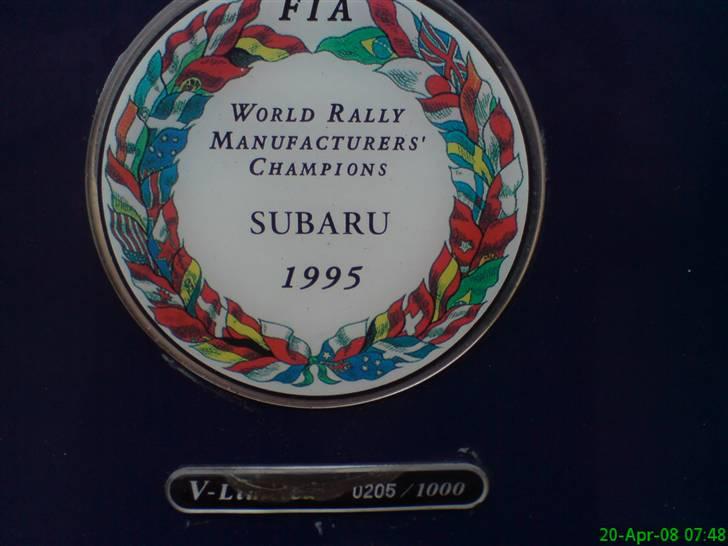 FIA
WORLD RALLY
MANUFACTURERS'
CHAMPIONS
SUBARU
1995
0205 / 1000
20-Apr-08 07:48